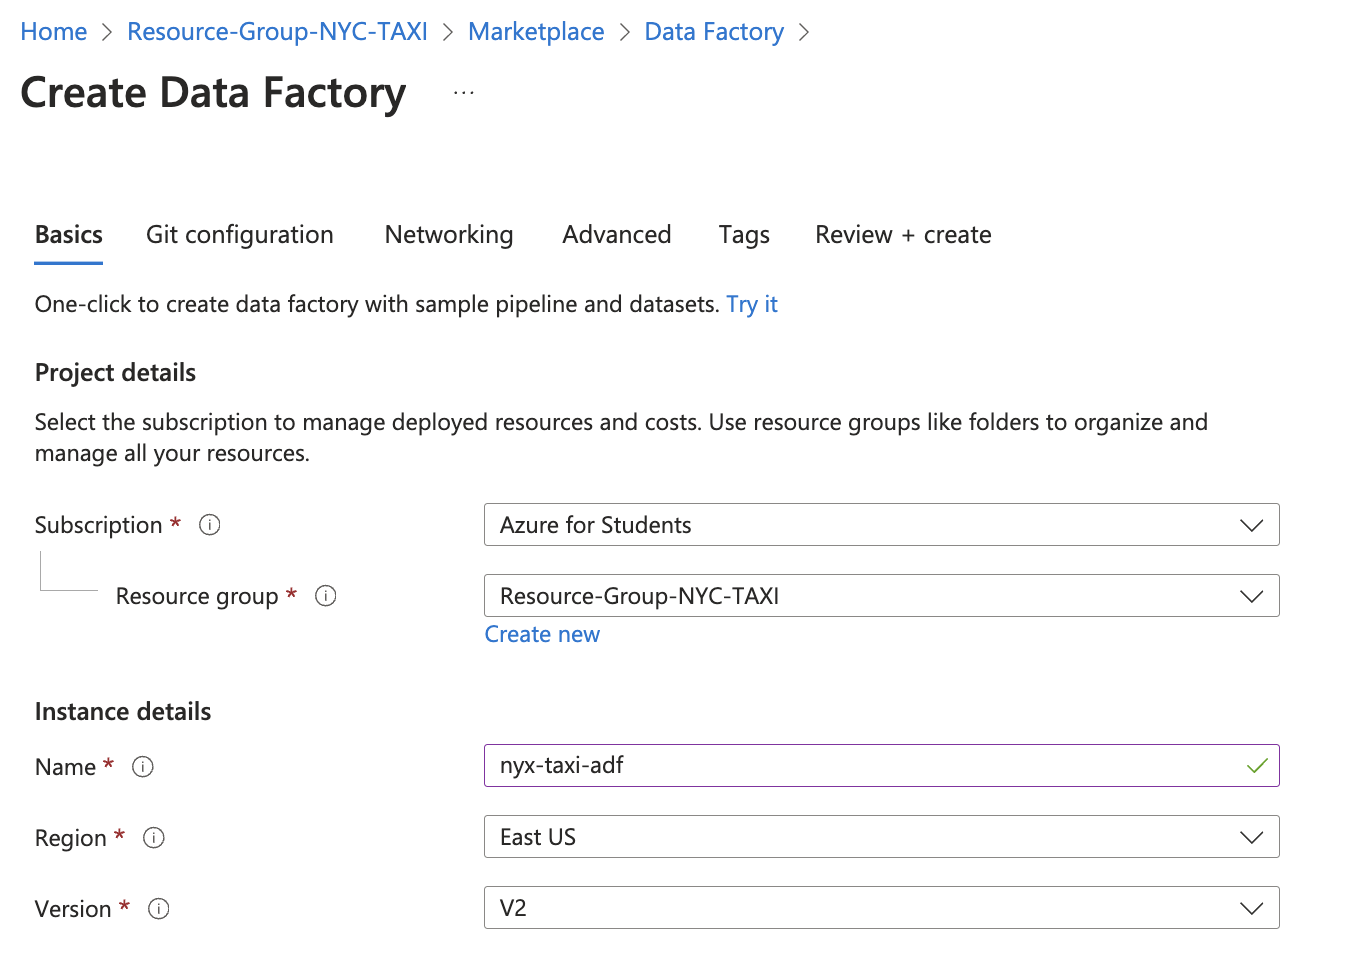 Home > Resource-Group-NYC-TAXI > Marketplace > Data Factory >
Create Data Factory ...
Basics Git configuration Networking Advanced Tags Review + create
One-click to create data factory with sample pipeline and datasets. Try it
Project details
Select the subscription to manage deployed resources and costs. Use resource groups like folders to organize and
manage all your resources.
Subscription * Azure for Students
Resource group * Resource-Group-NYC-TAXI
Create new
Instance details
Name * nyx-taxi-adf
Region * East US
Version * V2